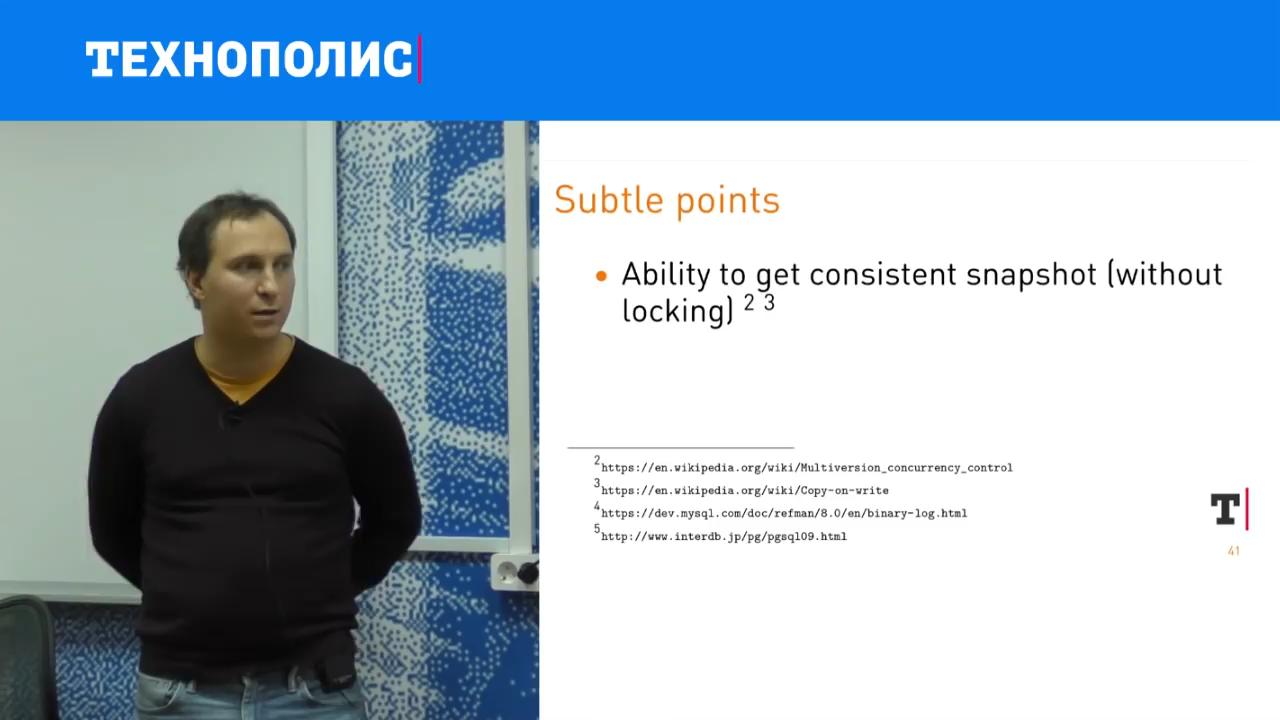 ТЕХНОПОЛИС
Subtle points
• Ability to get consistent snapshot (without
locking) 2 3
2https://en.wikipedia.org/wiki/Multiversion_concurrency_control
3https://en.wikipedia.org/wiki/Copy-on-write
4https://dev.mysql.com/doc/refman/8.0/en/binary-log.html
5http://www.interdb.jp/pg/pgsql09.html
T
41